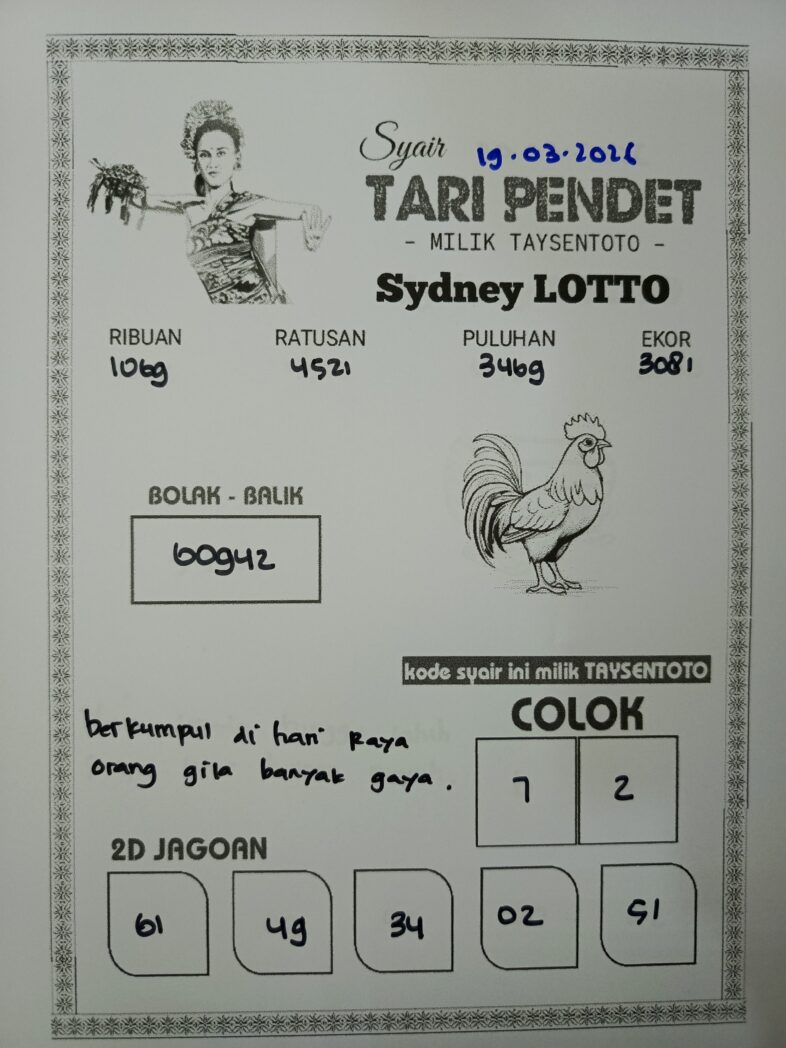 Syair 19.03.2026
TARI PENDET
- MILIK TAYSENTOTO -
Sydney LOTTO
RIBUAN RATUSAN PULUHAN EKOR
1069 4521 3469 3081
BOLAK - BALIK
60942
kode syair ini milik TAYSENTOTO
COLOK
7 2
berkumpul di hari Raya
orang gila banyak gaya.
2D JAGOAN
61 49 34 02 51